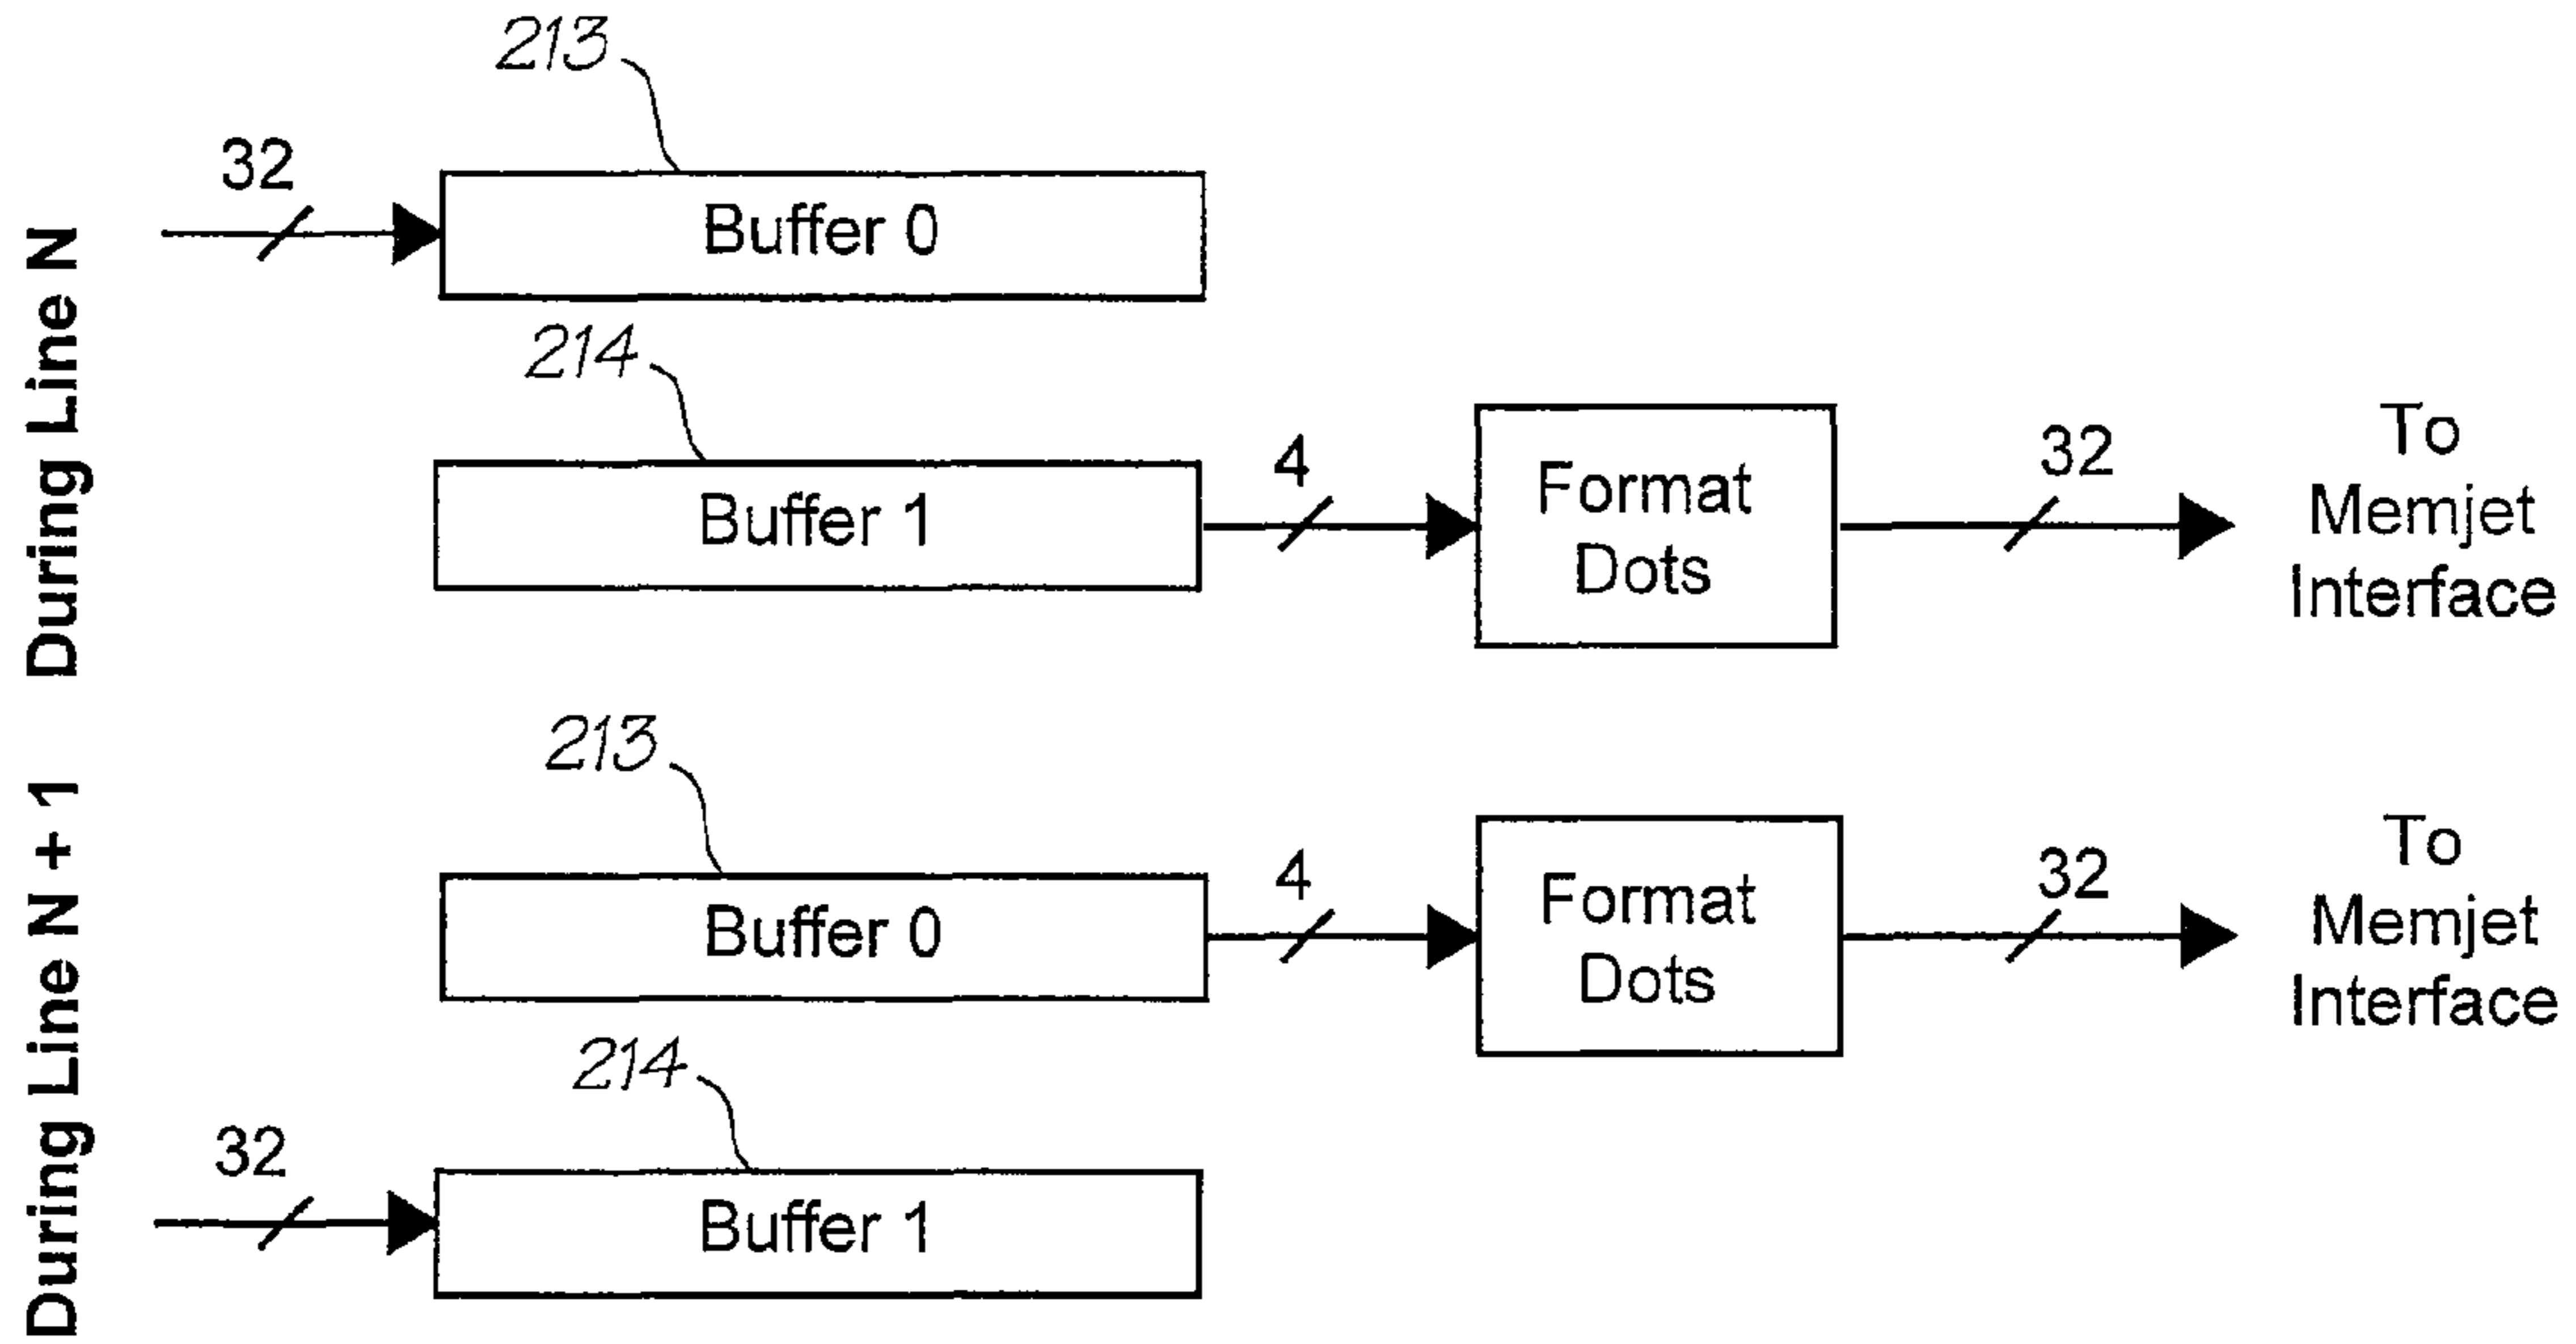 During Line N
213
32
Buffer 0
214
Buffer 1
4
Format
Dots
32
To
Memjet
Interface
During Line N + 1
213
Buffer 0
4
Format
Dots
32
To
Memjet
Interface
214
32
Buffer 1